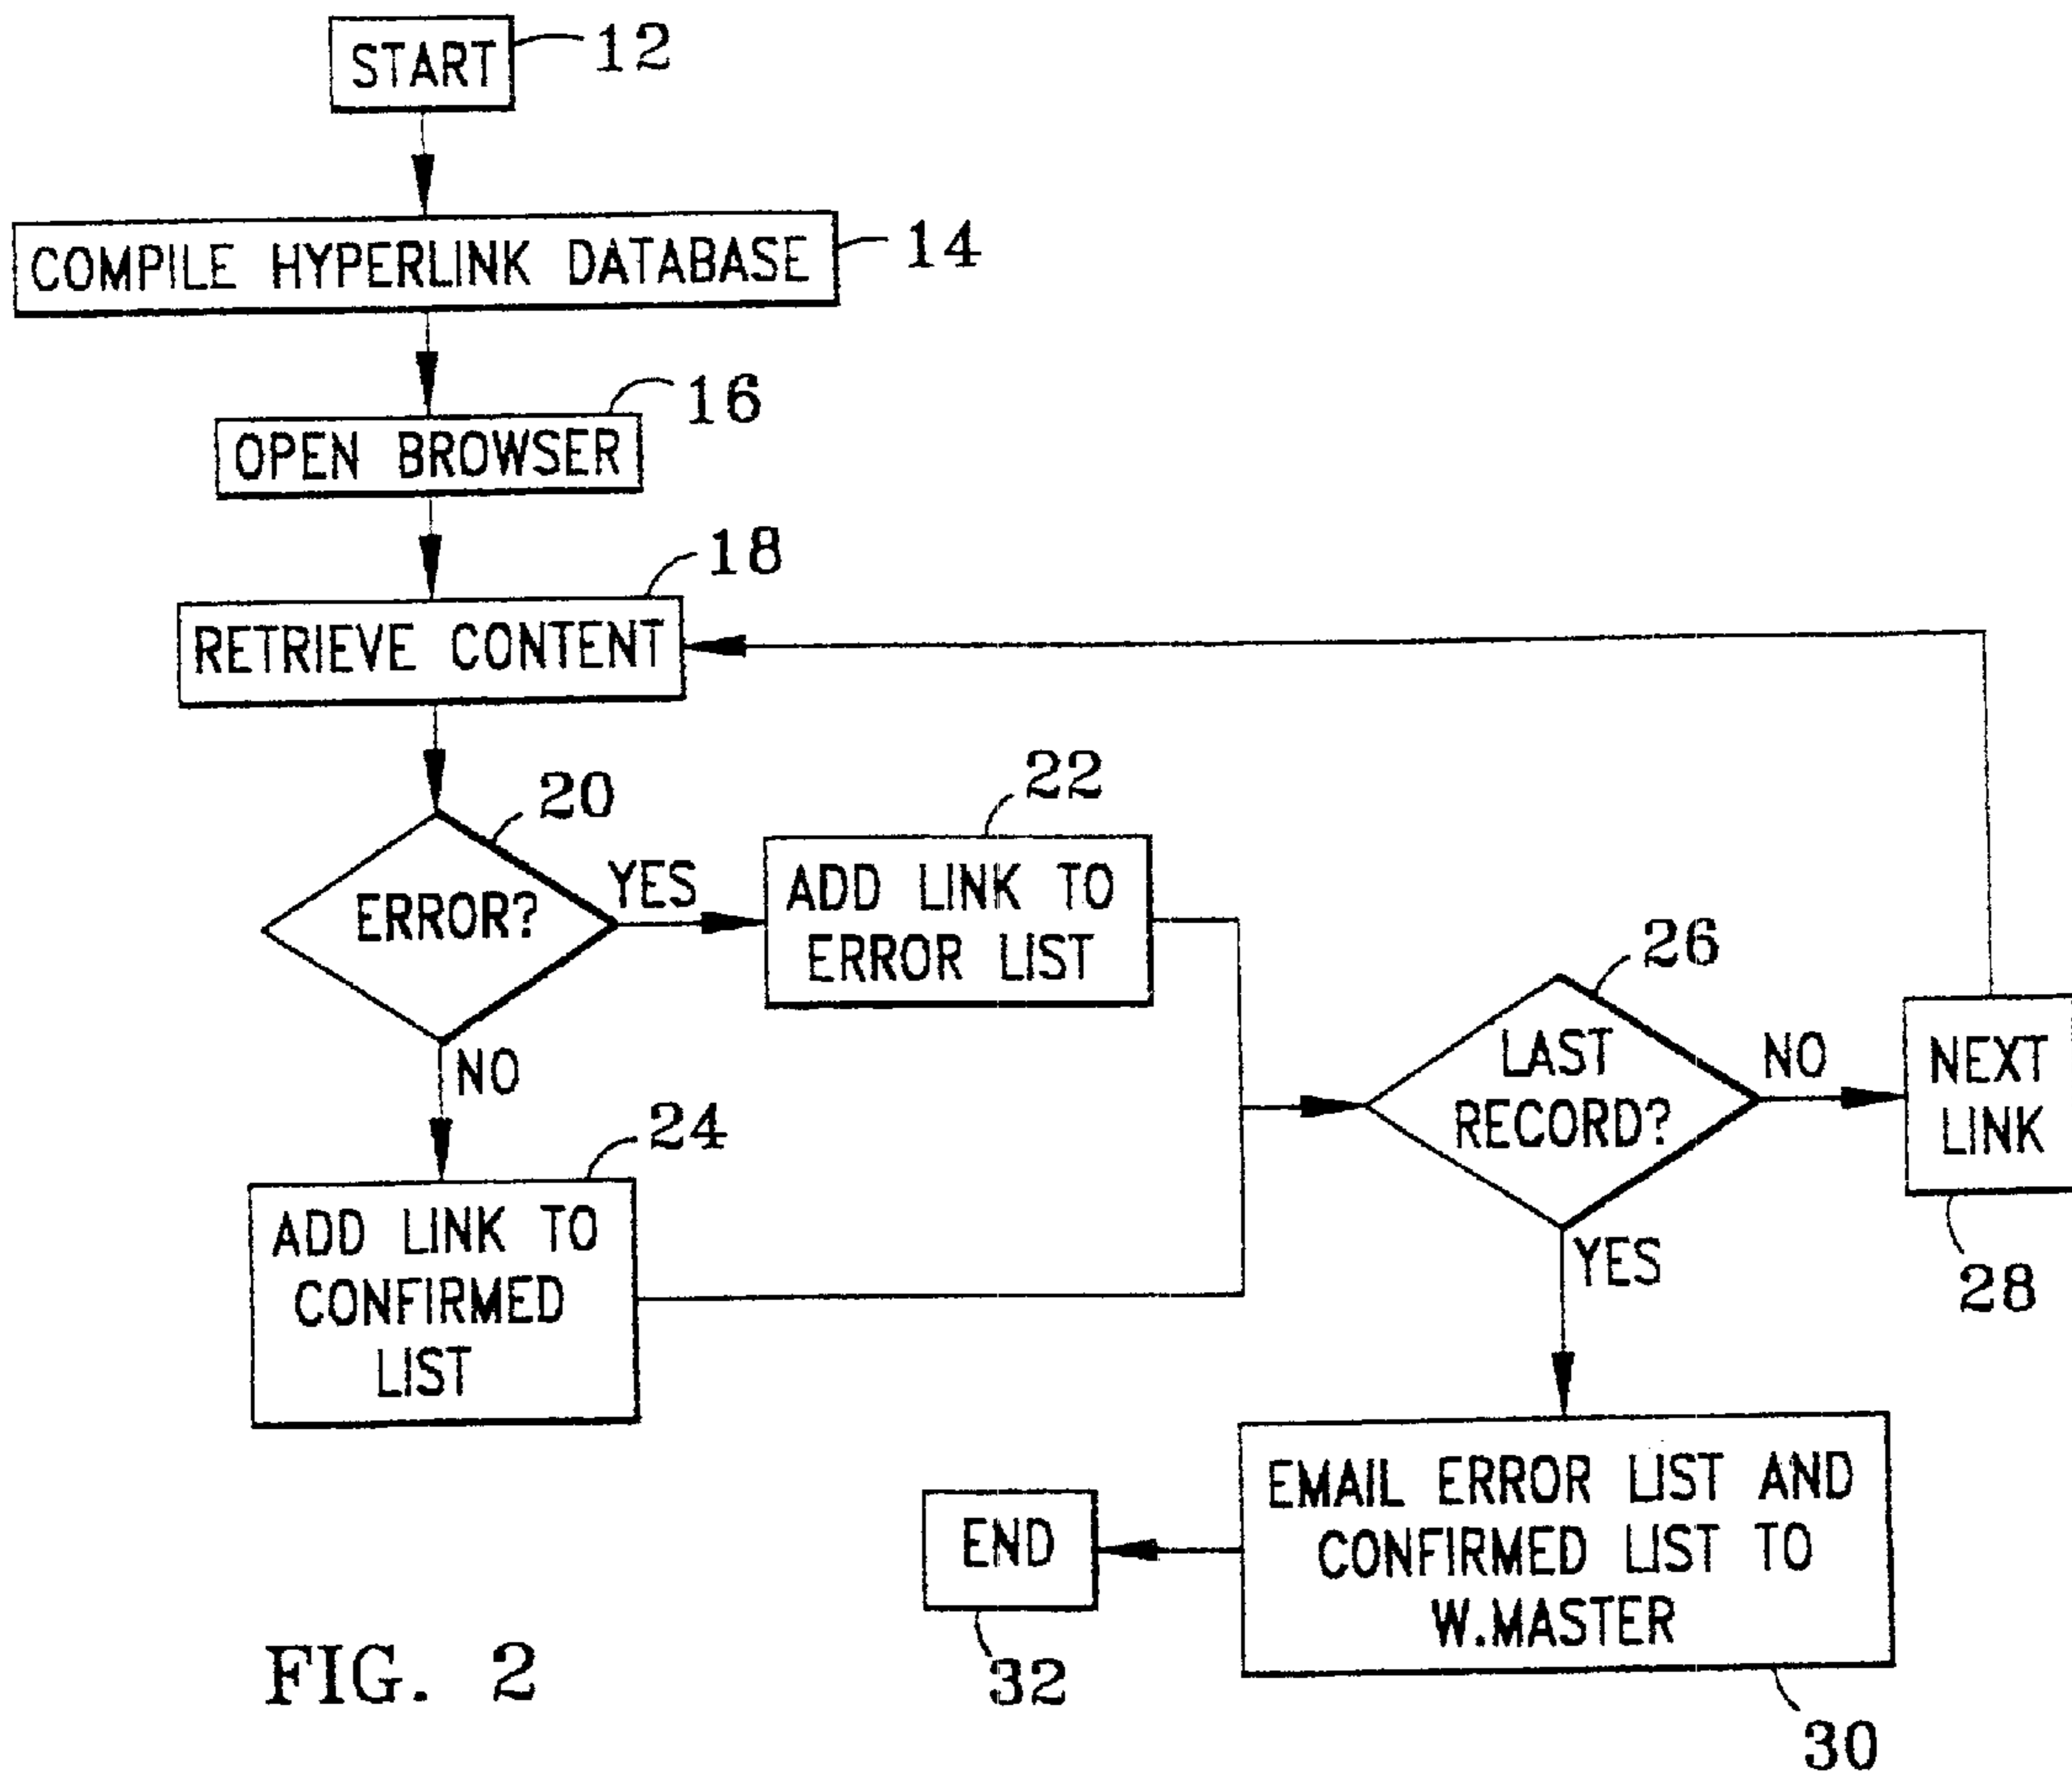 START
12
COMPILE HYPERLINK DATABASE
14
OPEN BROWSER
16
RETRIEVE CONTENT
18
ERROR?
20
YES
NO
ADD LINK TO
ERROR LIST
22
ADD LINK TO
CONFIRMED
LIST
24
LAST
RECORD?
26
NO
YES
NEXT
LINK
28
EMAIL ERROR LIST AND
CONFIRMED LIST TO
W.MASTER
30
END
32
FIG. 2